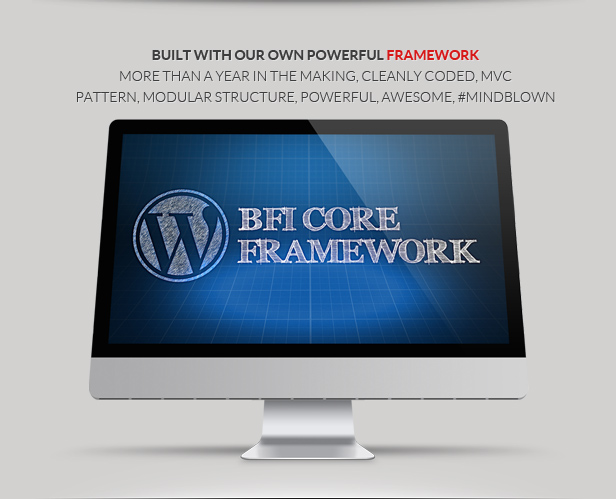 BUILT WITH OUR OWN POWERFUL FRAMEWORK
MORE THAN A YEAR IN THE MAKING, CLEANLY CODED, MVC
PATTERN, MODULAR STRUCTURE, POWERFUL, AWESOME, #MINDBLOWN
W BFI CORE
FRAMEWORK